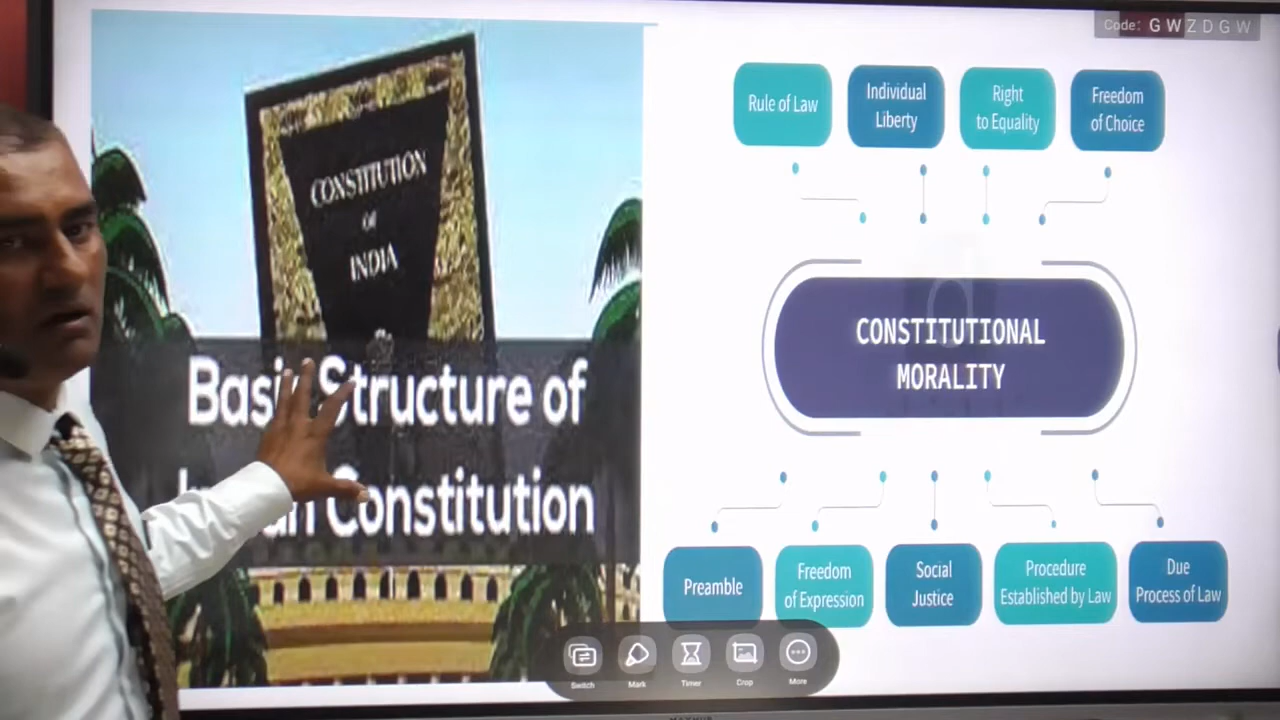 Code: GWZDGW
CONSTITUTION
OF
INDIA
Basic Structure of
Indian Constitution
Rule of Law
Individual
Liberty
Right
to Equality
Freedom
of Choice
CONSTITUTIONAL
MORALITY
Preamble
Freedom
of Expression
Social
Justice
Procedure
Established by Law
Due
Process of Law
Switch
Mark
Timer
Crop
More